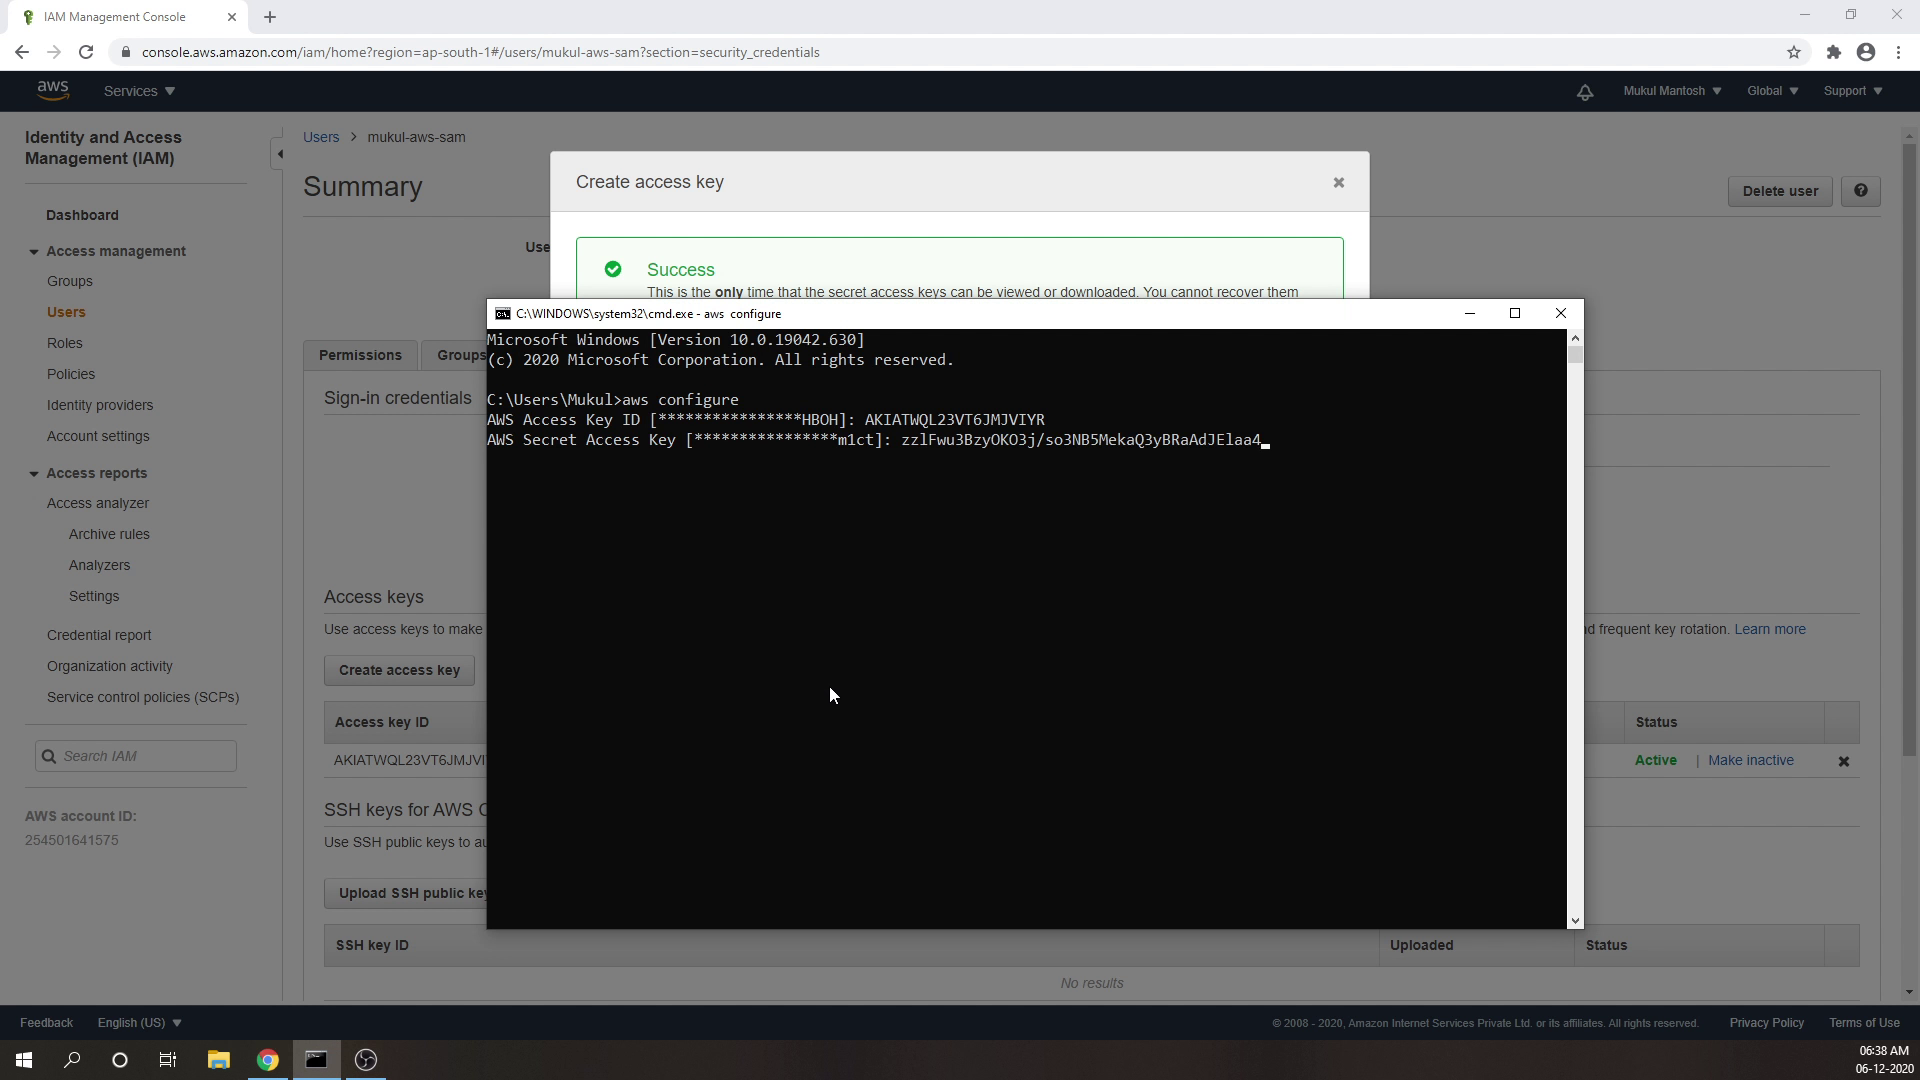 IAM Management Console
console.aws.amazon.com/iam/home?region=ap-south-1#/users/mukul-aws-sam?section=security_credentials
aws
Services
Mukul Mantosh
Global
Support
Identity and Access
Management (IAM)
Dashboard
Access management
Groups
Users
Roles
Policies
Identity providers
Account settings
Access reports
Access analyzer
Archive rules
Analyzers
Settings
Credential report
Organization activity
Service control policies (SCPs)
Search IAM
AWS account ID:
254501641575
Users > mukul-aws-sam
Summary
Delete user
Use
Create access key
Success
This is the only time that the secret access keys can be viewed or downloaded. You cannot recover them
Permissions
Groups
Sign-in credentials
C:\WINDOWS\system32\cmd.exe - aws  configure
Microsoft Windows [Version 10.0.19042.630]
(c) 2020 Microsoft Corporation. All rights reserved.
C:\Users\Mukul>aws configure
AWS Access Key ID [****************HBOH]: AKIATWQL23VT6JMJVIYR
AWS Secret Access Key [****************m1ct]: 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
Access keys
Use access keys to make
nd frequent key rotation. Learn more
Create access key
Access key ID
Status
AKIATWQL23VT6JMJVI
Active | Make inactive
SSH keys for AWS C
Use SSH public keys to au
Upload SSH public key
SSH key ID
Uploaded
Status
No results
Feedback
English (US)
© 2008 - 2020, Amazon Internet Services Private Ltd. or its affiliates. All rights reserved.
Privacy Policy
Terms of Use
06:38 AM
06-12-2020